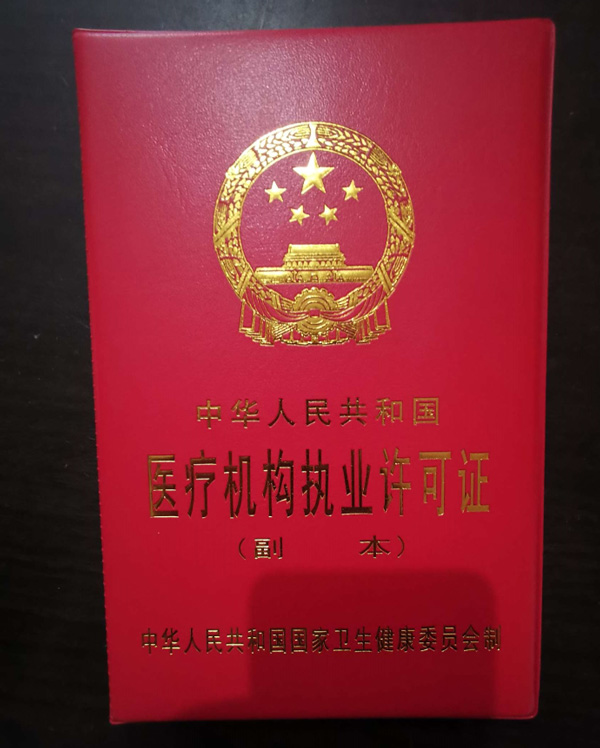 中华人民共和国
医疗机构执业许可证
（副 本）
中华人民共和国国家卫生健康委员会制